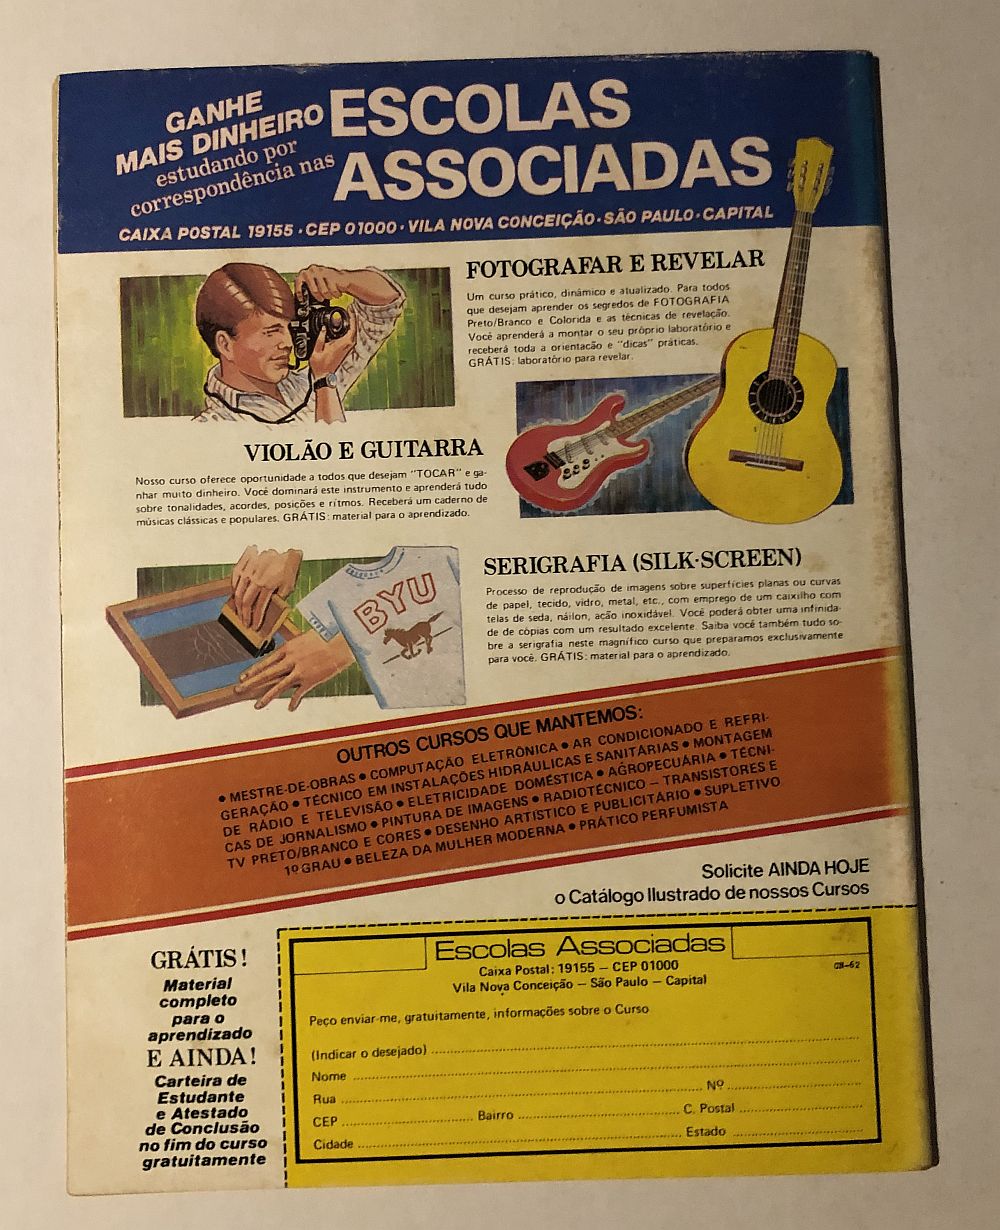 GANHE
MAIS DINHEIRO
estudando por
correspondência nas
ESCOLAS
ASSOCIADAS
CAIXA POSTAL 19155 · CEP 01000 · VILA NOVA CONCEIÇÃO · SÃO PAULO · CAPITAL
FOTOGRAFAR E REVELAR
Um curso prático, dinâmico e atualizado. Para todos
que desejam aprender os segredos de FOTOGRAFIA
Preto/Branco e Colorida e as técnicas de revelação.
Você aprenderá a montar o seu próprio laboratório e
receberá toda a orientação e "dicas" práticas.
GRÁTIS: laboratório para revelar.
VIOLÃO E GUITARRA
Nosso curso oferece oportunidade a todos que desejam "TOCAR" e ga-
nhar muito dinheiro. Você dominará este instrumento e aprenderá tudo
sobre tonalidades, acordes, posições e ritmos. Receberá um caderno de
músicas clássicas e populares. GRÁTIS: material para o aprendizado.
BYU
SERIGRAFIA (SILK-SCREEN)
Processo de reprodução de imagens sobre superfícies planas ou curvas
de papel, tecido, vidro, metal, etc., com emprego de um caixilho com
telas de seda, náilon, ação inoxidável. Você poderá obter uma infinida-
de de cópias com um resultado excelente. Saiba você também tudo so-
bre a serigrafia neste magnífico curso que preparamos exclusivamente
para você. GRÁTIS: material para o aprendizado.
OUTROS CURSOS QUE MANTEMOS:
• MESTRE-DE-OBRAS • COMPUTAÇÃO ELETRÔNICA • AR CONDICIONADO E REFRI-
GERAÇÃO • TÉCNICO EM INSTALAÇÕES HIDRÁULICAS E SANITÁRIAS • MONTAGEM
DE RÁDIO E TELEVISÃO • ELETRICIDADE DOMÉSTICA • AGROPECUÁRIA • TÉCNI-
CAS DE JORNALISMO • PINTURA DE IMAGENS • RADIOTÉCNICO – TRANSISTORES E
TV PRETO/BRANCO E CORES • DESENHO ARTISTICO E PUBLICITÁRIO • SUPLETIVO
1º GRAU • BELEZA DA MULHER MODERNA • PRÁTICO PERFUMISTA
Solicite AINDA HOJE
o Catálogo Ilustrado de nossos Cursos
GRÁTIS!
Material
completo
para o
aprendizado
E AINDA!
Carteira de
Estudante
e Atestado
de Conclusão
no fim do curso
gratuitamente
Escolas Associadas
Caixa Postal: 19155 – CEP 01000
Vila Nova Conceição – São Paulo – Capital
Peço enviar-me, gratuitamente, informações sobre o Curso
(Indicar o desejado)
Nome
Rua Nº
CEP Bairro C. Postal
Cidade Estado